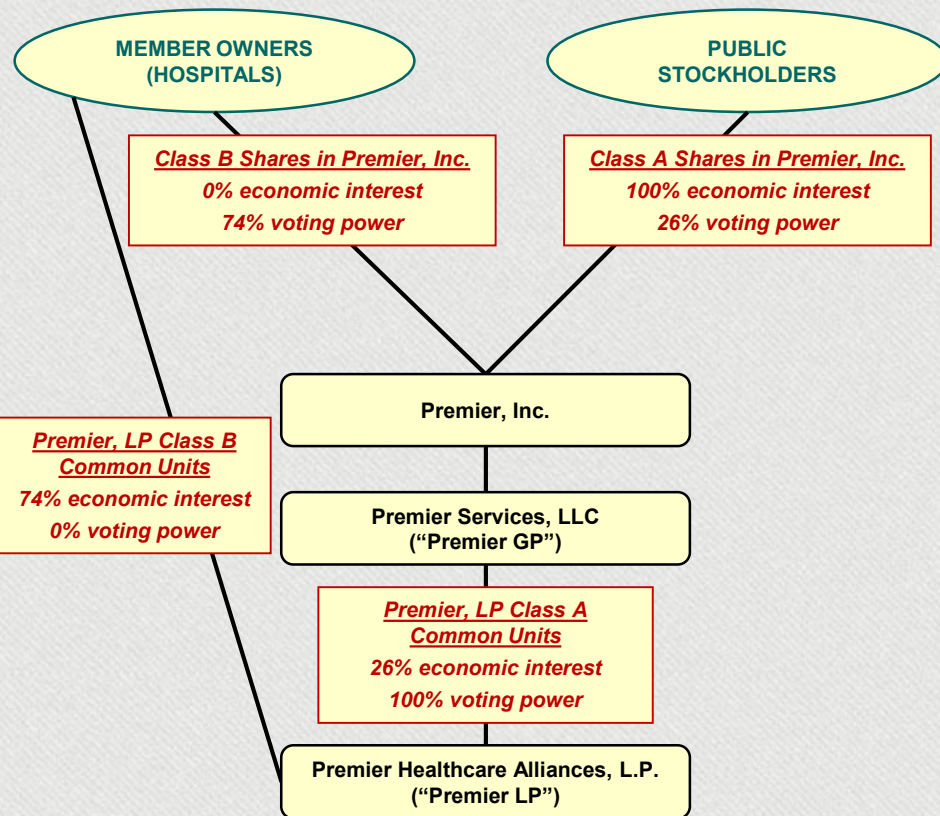 MEMBER OWNERS
(HOSPITALS)
PUBLIC
STOCKHOLDERS
Class B Shares in Premier, Inc.
0% economic interest
74% voting power
Class A Shares in Premier, Inc.
100% economic interest
26% voting power
Premier, Inc.
Premier, LP Class B
Common Units
74% economic interest
0% voting power
Premier Services, LLC
(“Premier GP”)
Premier, LP Class A
Common Units
26% economic interest
100% voting power
Premier Healthcare Alliances, L.P.
(“Premier LP”)